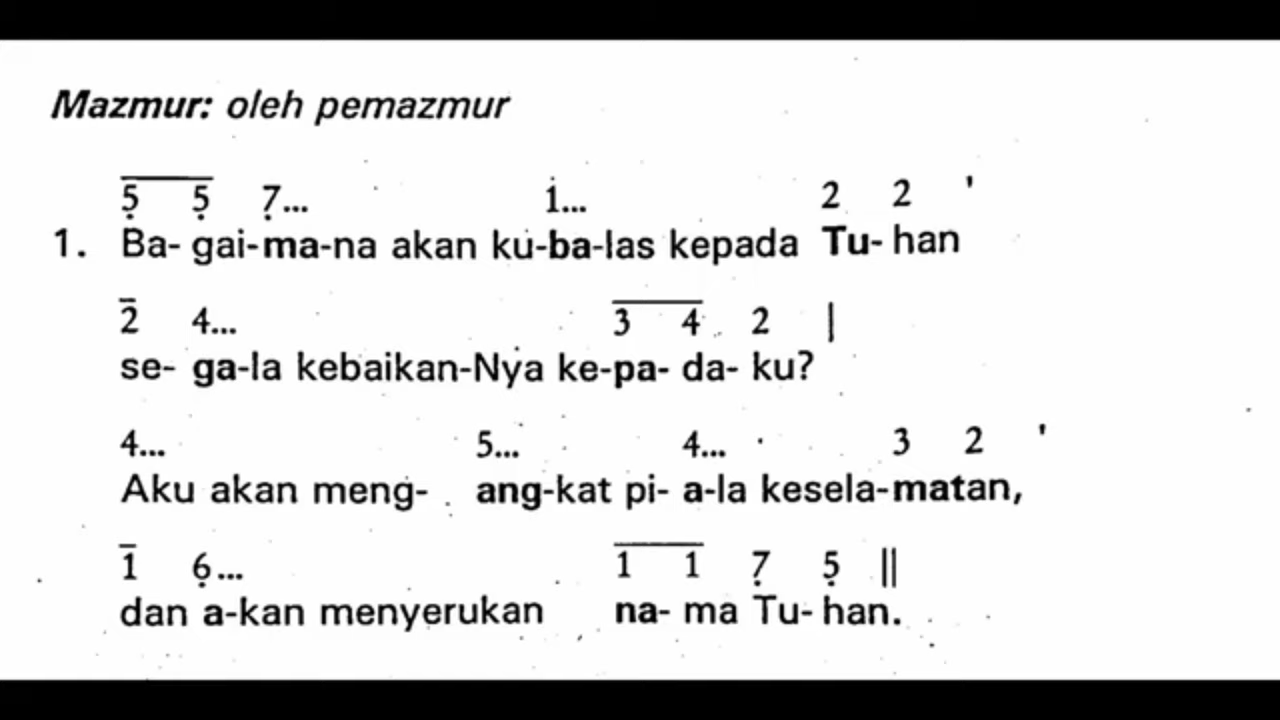 Mazmur: oleh pemazmur
5̣ 5̣ 7̣... 1... 2 2 '
1. Ba- gai-ma-na akan ku-ba-las kepada Tu- han
2 4... 3 4 2 |
se- ga-la kebaikan-Nya ke-pa- da- ku?
4... 5... 4... 3 2 '
Aku akan meng- ang-kat pi- a-la kesela-matan,
1 6̣... 1 1 7̣ 5̣ ||
dan a-kan menyerukan na- ma Tu- han.